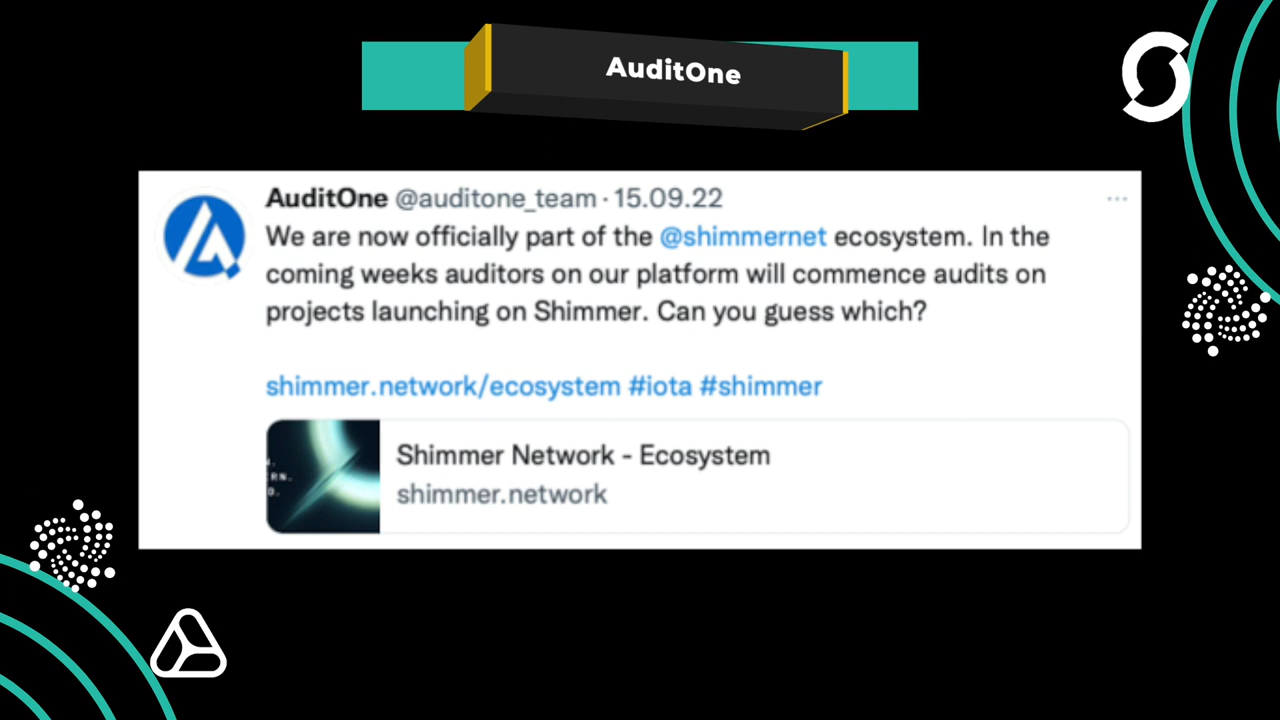 AuditOne
AuditOne @auditone_team · 15.09.22
We are now officially part of the @shimmernet ecosystem. In the
coming weeks auditors on our platform will commence audits on
projects launching on Shimmer. Can you guess which?
shimmer.network/ecosystem #iota #shimmer
RN.
Shimmer Network - Ecosystem
shimmer.network